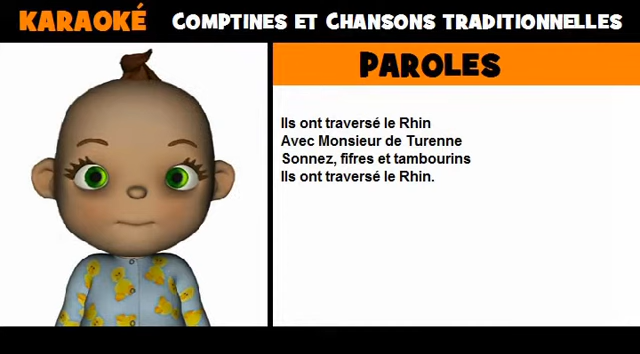 KARAOKÉ COMPTINES ET CHANSONS TRADITIONNELLES
PAROLES
Ils ont traversé le Rhin
Avec Monsieur de Turenne
Sonnez, fifres et tambourins
Ils ont traversé le Rhin.